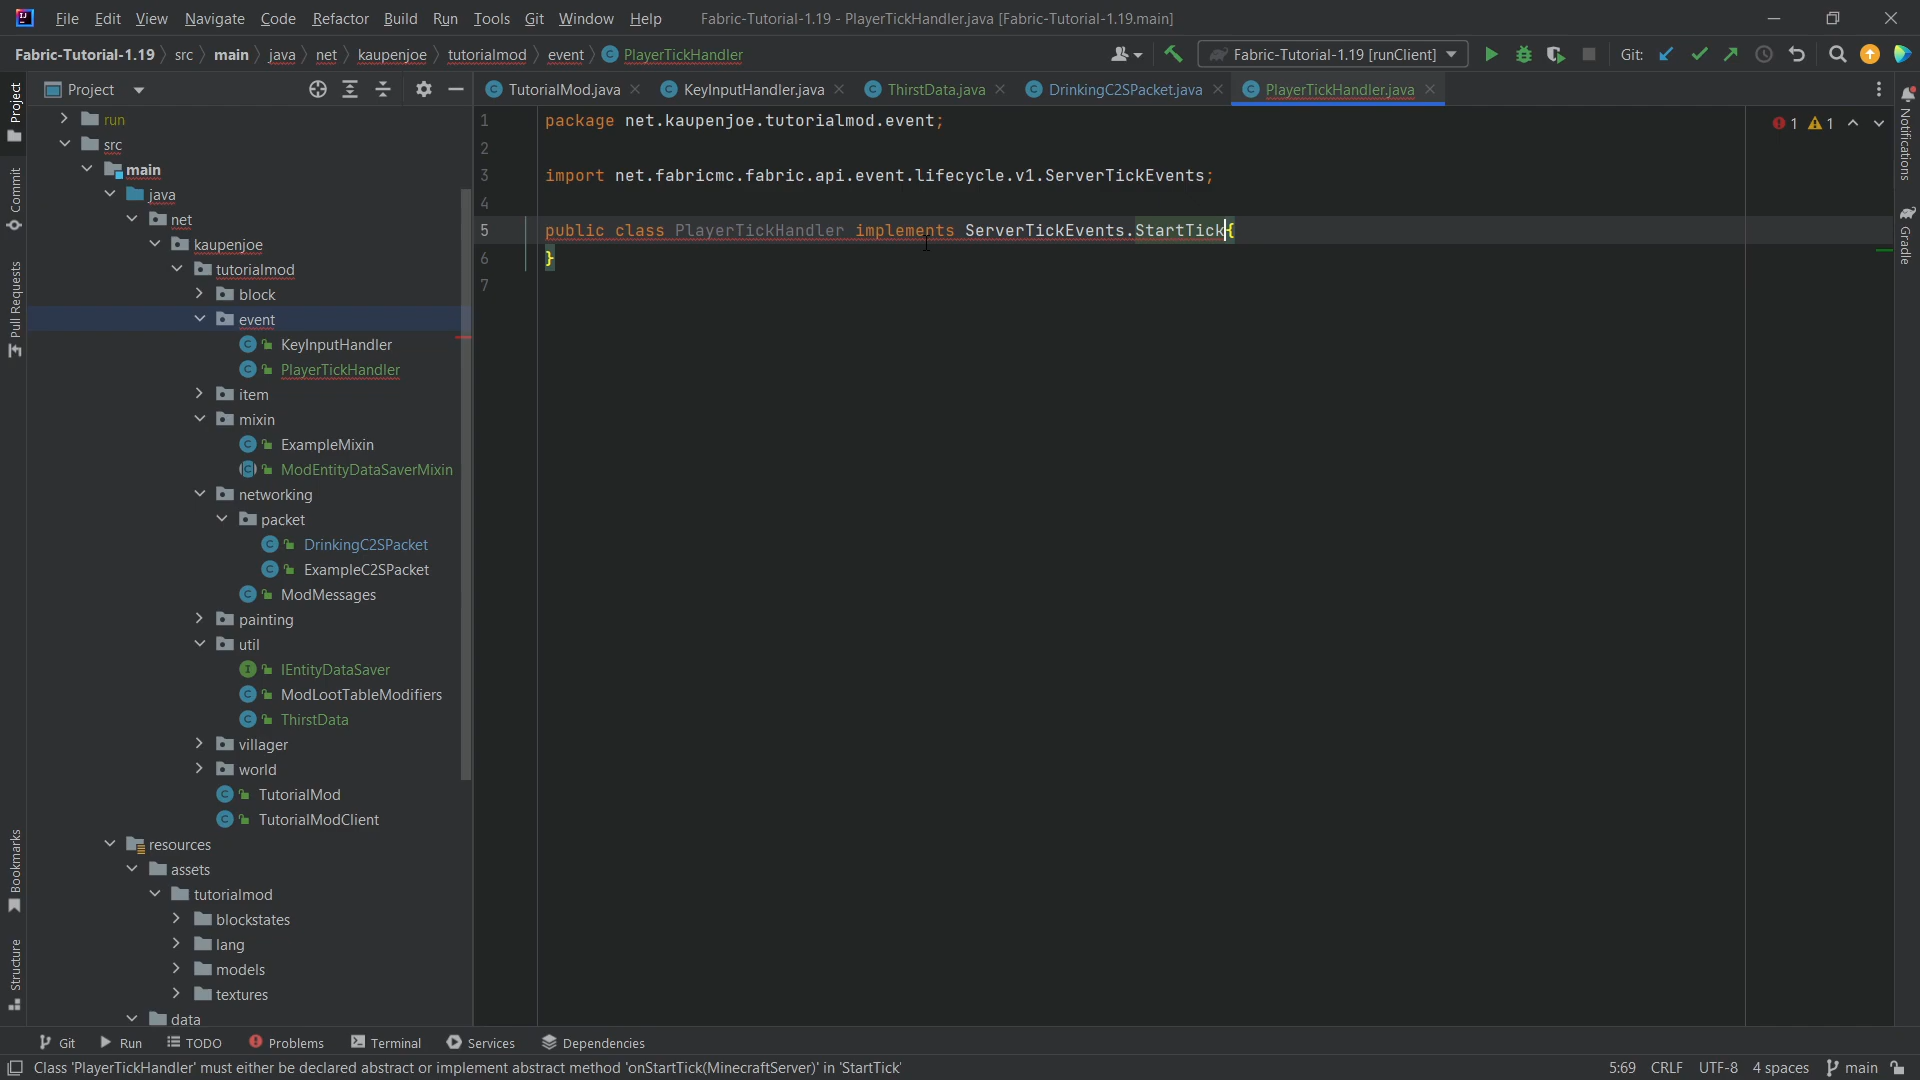 File Edit View Navigate Code Refactor Build Run Tools Git Window Help Fabric-Tutorial-1.19 - PlayerTickHandler.java [Fabric-Tutorial-1.19.main]
Fabric-Tutorial-1.19 src main java net kaupenjoe tutorialmod event PlayerTickHandler Fabric-Tutorial-1.19 [runClient] Git:
Project TutorialMod.java KeyInputHandler.java ThirstData.java DrinkingC2SPacket.java PlayerTickHandler.java
run
src
main
java
net
kaupenjoe
tutorialmod
block
event
KeyInputHandler
PlayerTickHandler
item
mixin
ExampleMixin
ModEntityDataSaverMixin
networking
packet
DrinkingC2SPacket
ExampleC2SPacket
ModMessages
painting
util
IEntityDataSaver
ModLootTableModifiers
ThirstData
villager
world
TutorialMod
TutorialModClient
resources
assets
tutorialmod
blockstates
lang
models
textures
data
1 package net.kaupenjoe.tutorialmod.event;
2
3 import net.fabricmc.fabric.api.event.lifecycle.v1.ServerTickEvents;
4
5 public class PlayerTickHandler implements ServerTickEvents.StartTick{
6 }
7
1 1
Project
Commit
Pull Requests
Bookmarks
Structure
Notifications
Gradle
Git Run TODO Problems Terminal Services Dependencies
Class 'PlayerTickHandler' must either be declared abstract or implement abstract method 'onStartTick(MinecraftServer)' in 'StartTick' 5:69 CRLF UTF-8 4 spaces main